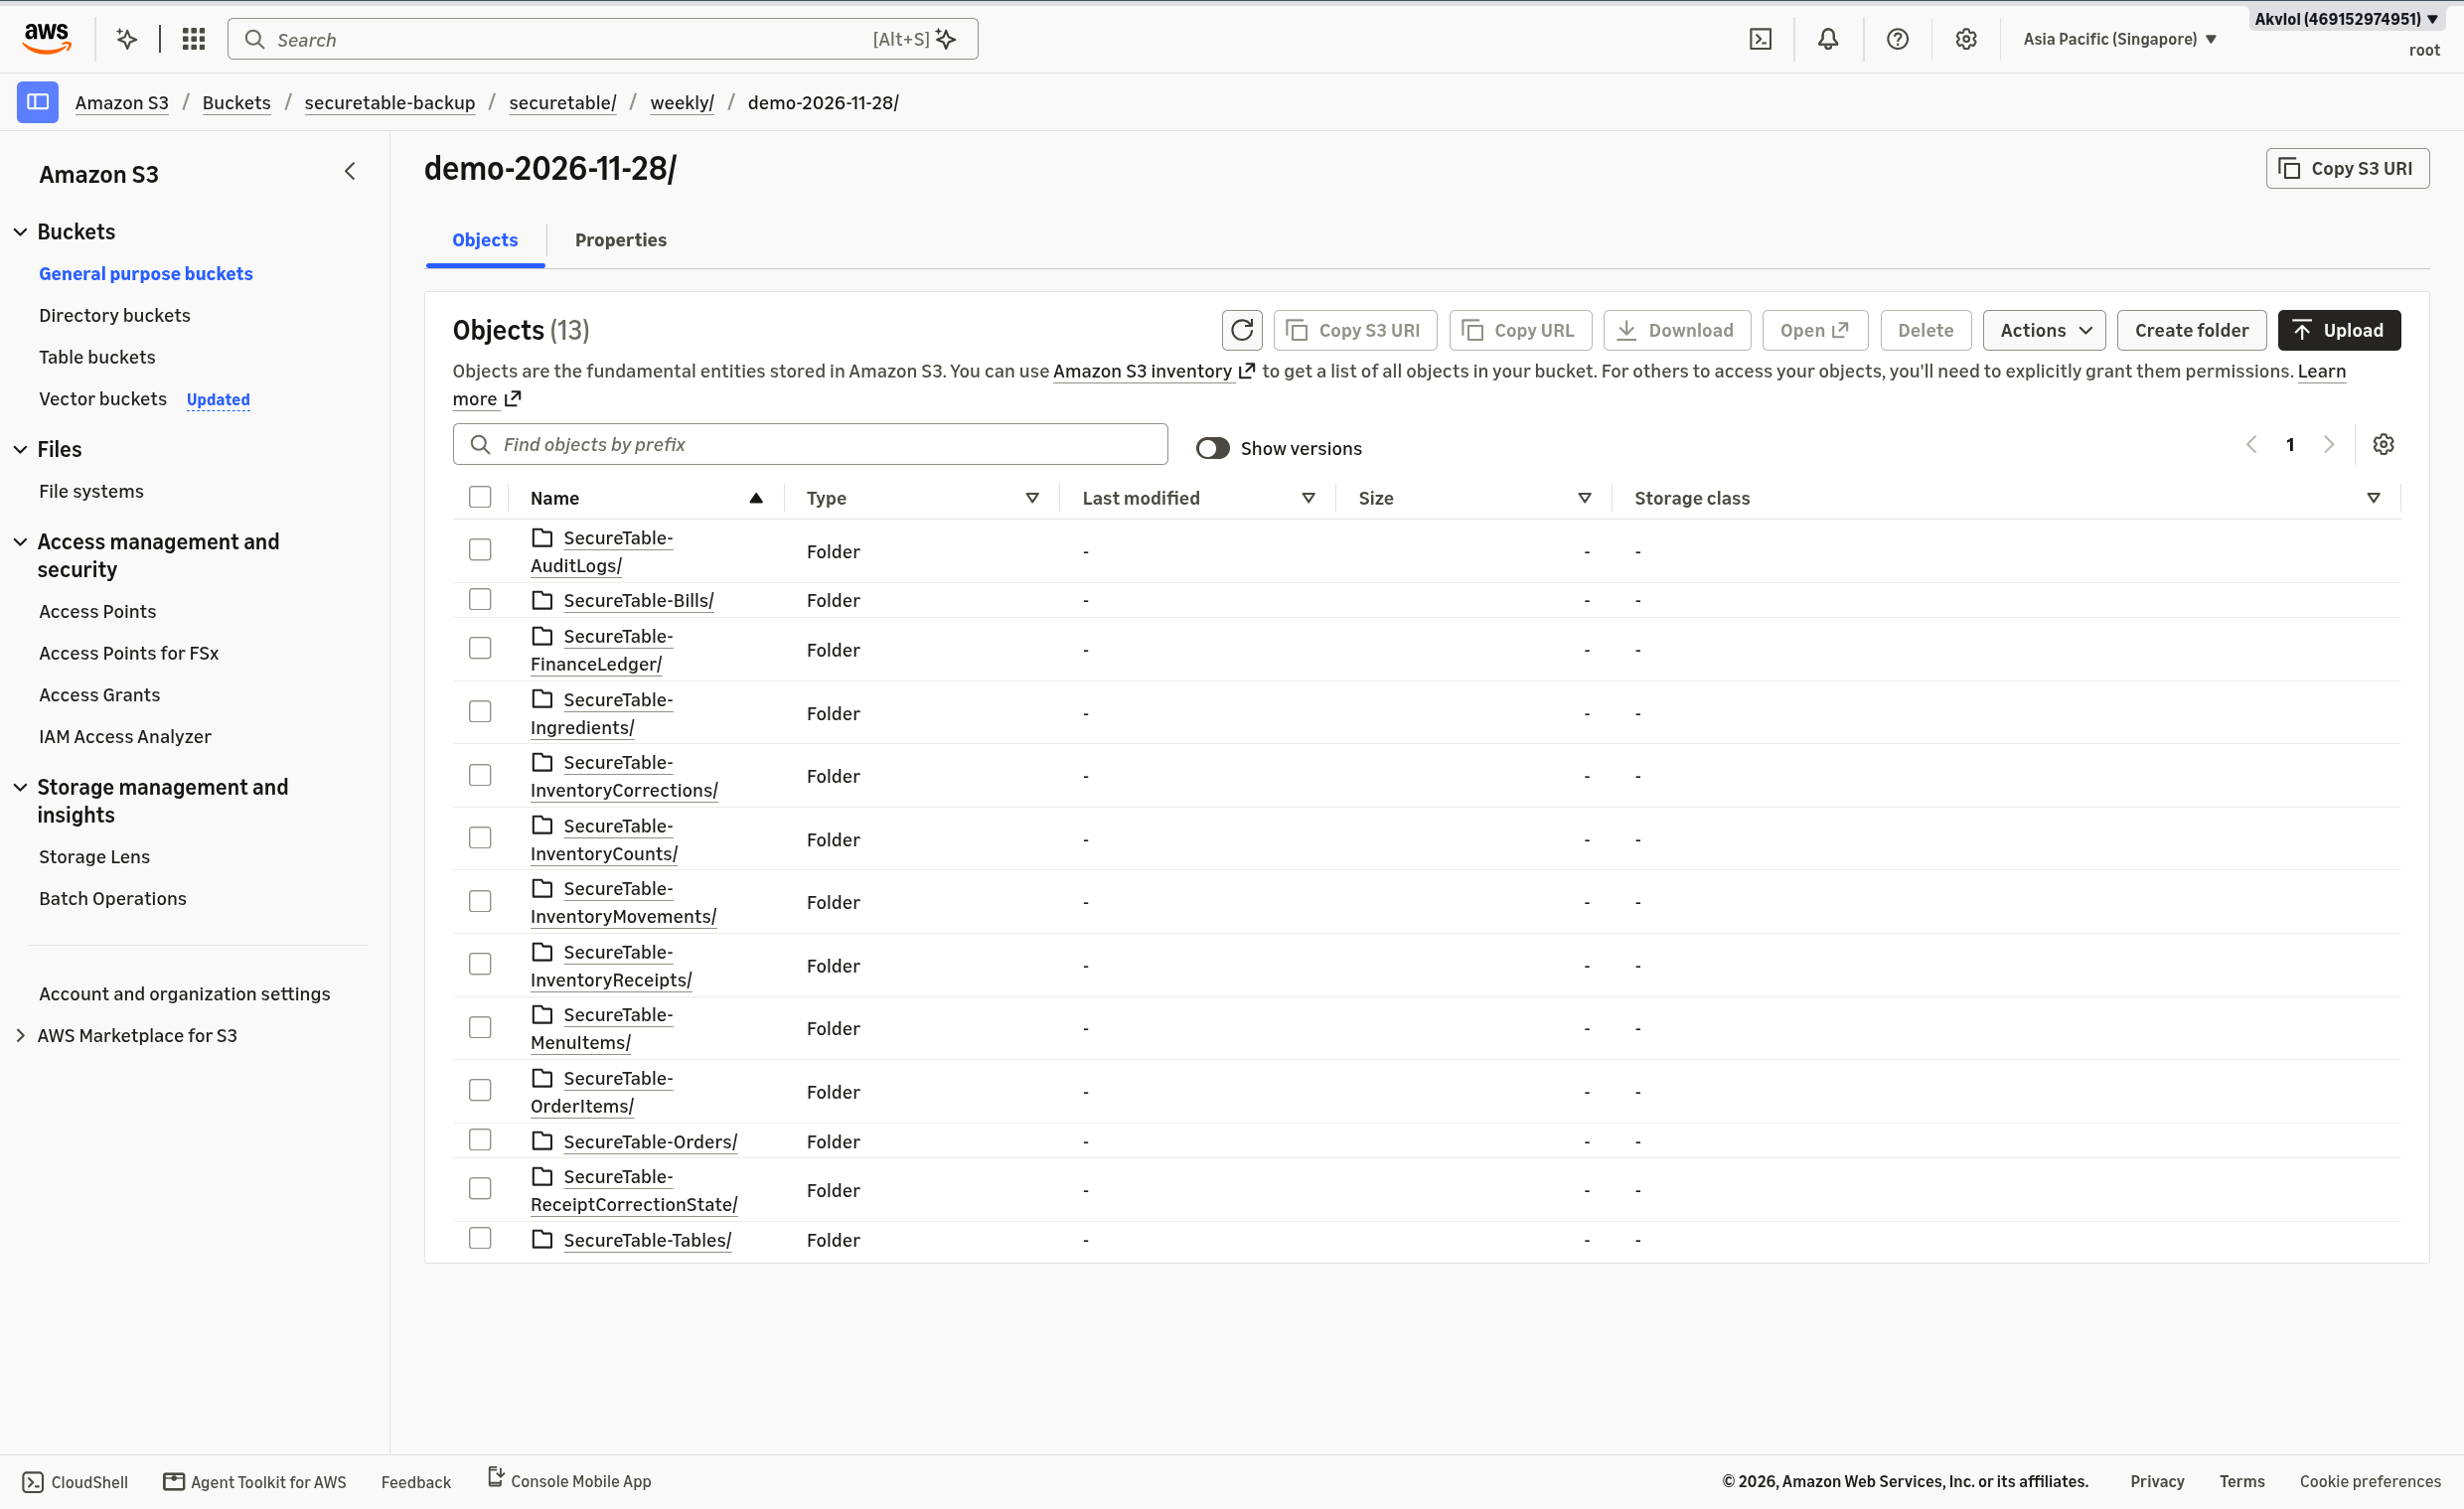 aws
Search
[Alt+S]
Asia Pacific (Singapore)
Akvlol (469152974951)
root
Amazon S3 / Buckets / securetable-backup / securetable/ / weekly/ / demo-2026-11-28/
Amazon S3
Buckets
General purpose buckets
Directory buckets
Table buckets
Vector buckets Updated
Files
File systems
Access management and
security
Access Points
Access Points for FSx
Access Grants
IAM Access Analyzer
Storage management and
insights
Storage Lens
Batch Operations
Account and organization settings
AWS Marketplace for S3
demo-2026-11-28/
Copy S3 URI
Objects
Properties
Objects (13)
Copy S3 URI
Copy URL
Download
Open
Delete
Actions
Create folder
Upload
Objects are the fundamental entities stored in Amazon S3. You can use Amazon S3 inventory to get a list of all objects in your bucket. For others to access your objects, you'll need to explicitly grant them permissions. Learn
more
Find objects by prefix
Show versions
1
Name Type Last modified Size Storage class
SecureTable-
AuditLogs/
Folder - - -
SecureTable-Bills/ Folder - - -
SecureTable-
FinanceLedger/
Folder - - -
SecureTable-
Ingredients/
Folder - - -
SecureTable-
InventoryCorrections/
Folder - - -
SecureTable-
InventoryCounts/
Folder - - -
SecureTable-
InventoryMovements/
Folder - - -
SecureTable-
InventoryReceipts/
Folder - - -
SecureTable-
MenuItems/
Folder - - -
SecureTable-
OrderItems/
Folder - - -
SecureTable-Orders/ Folder - - -
SecureTable-
ReceiptCorrectionState/
Folder - - -
SecureTable-Tables/ Folder - - -
CloudShell
Agent Toolkit for AWS
Feedback
Console Mobile App
© 2026, Amazon Web Services, Inc. or its affiliates.
Privacy
Terms
Cookie preferences